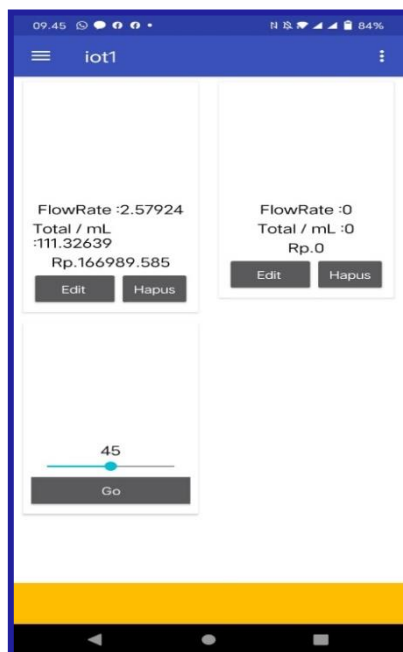 09.45
84%
iot1
FlowRate :2.57924
Total / mL
:111.32639
Rp.166989.585
Edit Hapus
FlowRate :0
Total / mL :0
Rp.0
Edit Hapus
45
Go